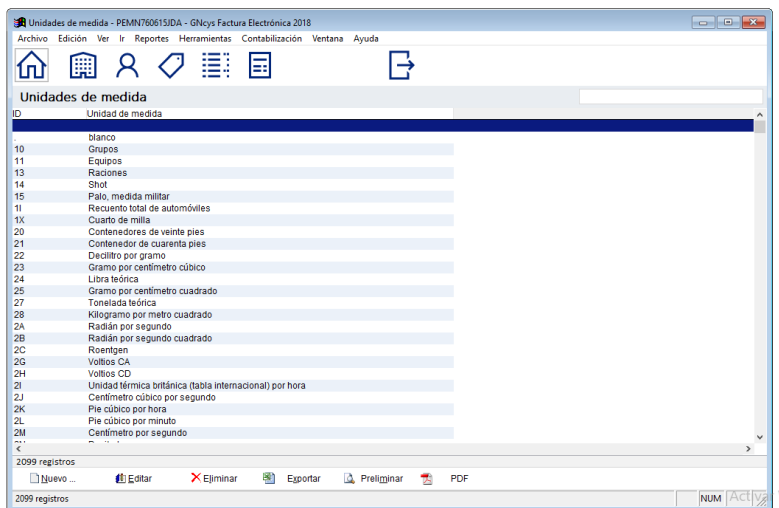 Unidades de medida - PEMN760615JDA - GNcys Factura Electrónica 2018
Archivo Edición Ver Ir Reportes Herramientas Contabilización Ventana Ayuda
Unidades de medida
ID Unidad de medida
. blanco
10 Grupos
11 Equipos
13 Raciones
14 Shot
15 Palo, medida militar
1I Recuento total de automóviles
1X Cuarto de milla
20 Contenedores de veinte pies
21 Contenedor de cuarenta pies
22 Decilitro por gramo
23 Gramo por centímetro cúbico
24 Libra teórica
25 Gramo por centímetro cuadrado
27 Tonelada teórica
28 Kilogramo por metro cuadrado
2A Radián por segundo
2B Radián por segundo cuadrado
2C Roentgen
2G Voltios CA
2H Voltios CD
2I Unidad térmica británica (tabla internacional) por hora
2J Centímetro cúbico por segundo
2K Pie cúbico por hora
2L Pie cúbico por minuto
2M Centímetro por segundo
2099 registros
Nuevo ... Editar Eliminar Exportar Preliminar PDF
2099 registros NUM Activa